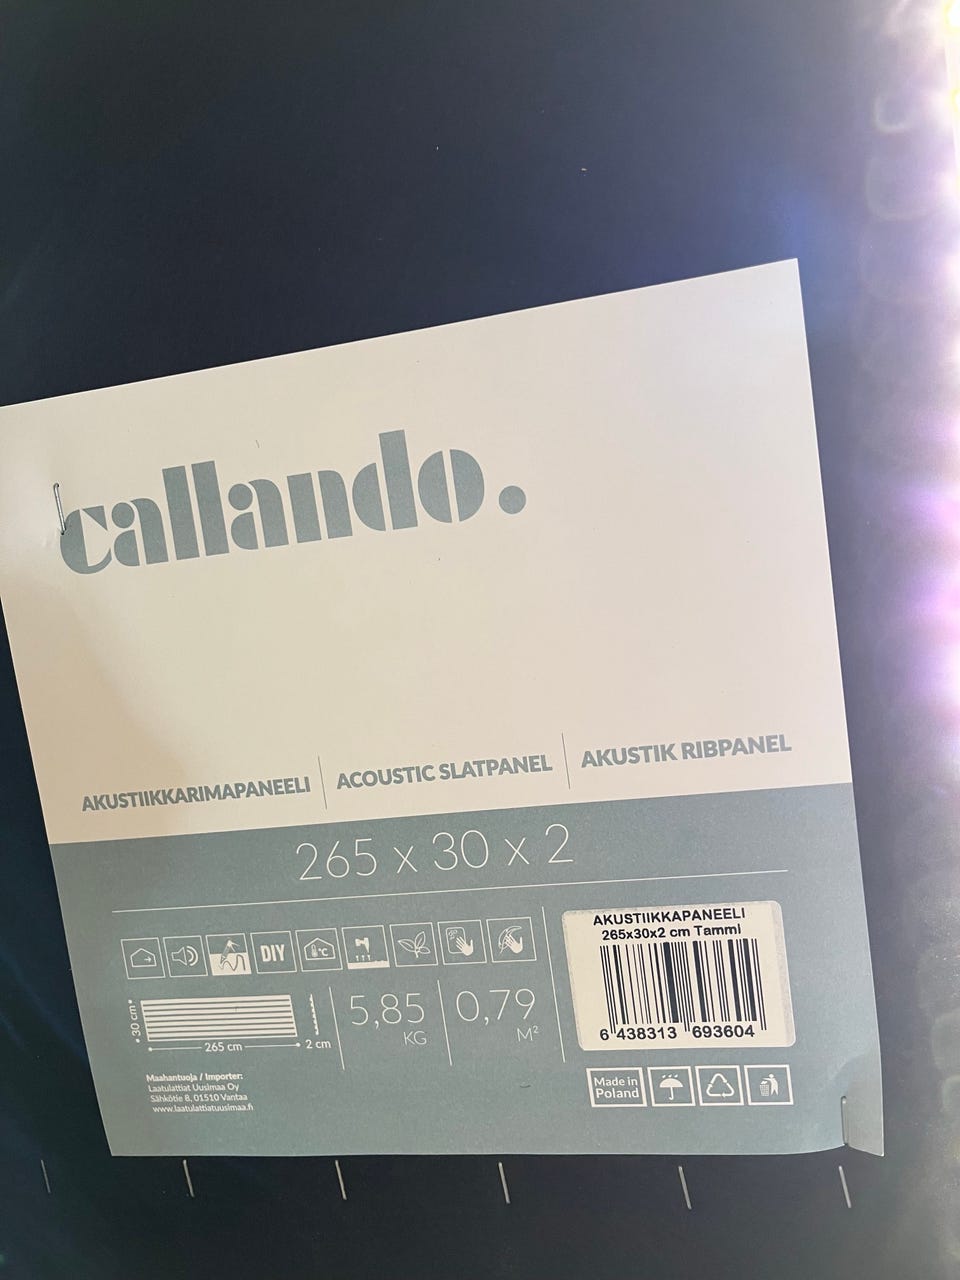 callando.
AKUSTIIKKARIMAPANEELI
ACOUSTIC SLATPANEL
AKUSTIK RIBPANEL
265 x 30 x 2
DIY
°C
30 cm
265 cm
2 cm
5,85
KG
0,79
M²
AKUSTIIKKAPANEELI
265x30x2 cm Tammi
6 438313 693604
Maahantuoja / Importer:
Laatulattiat Uusimaa Oy
Sähkötie 8, 01510 Vantaa
www.laatulattiatuusimaa.fi
Made in
Poland